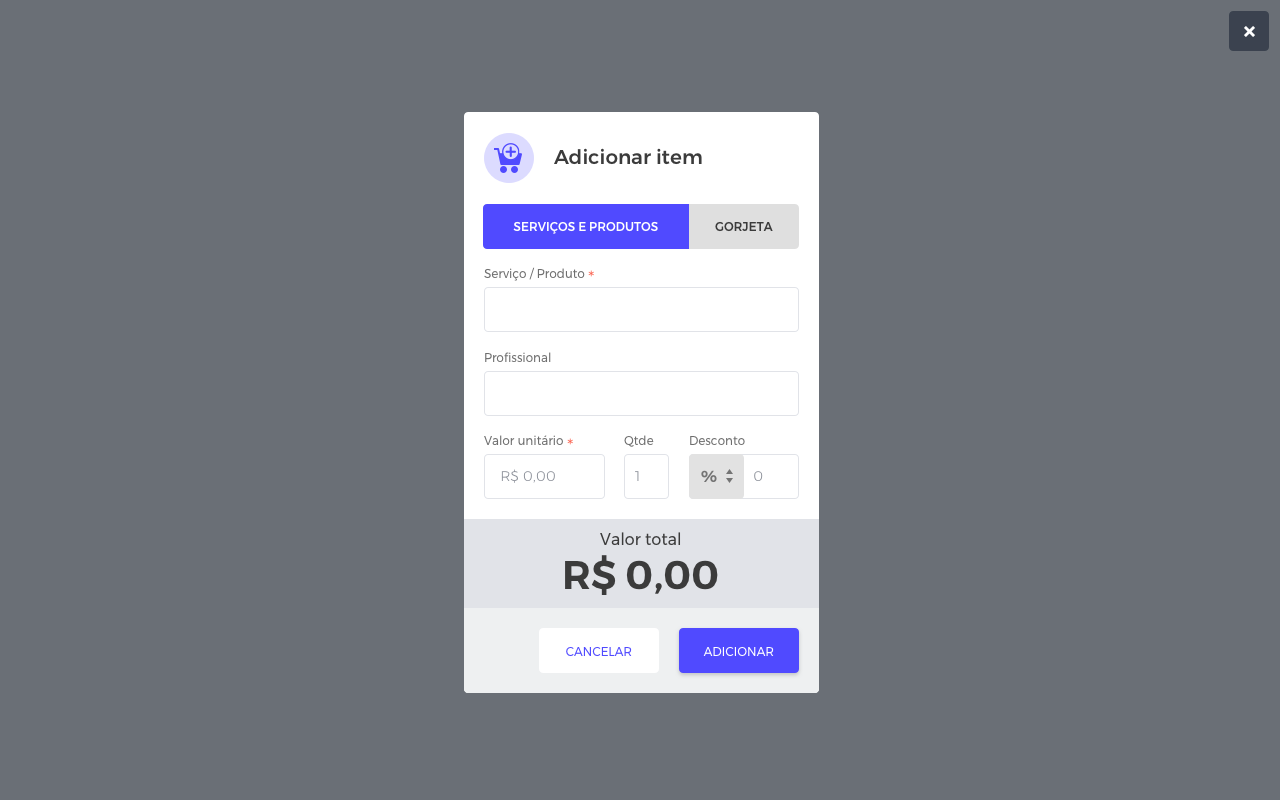 Adicionar item
SERVIÇOS E PRODUTOS GORJETA
Serviço / Produto *
Profissional
Valor unitário * Qtde Desconto
R$ 0,00 1 % 0
Valor total
R$ 0,00
CANCELAR ADICIONAR